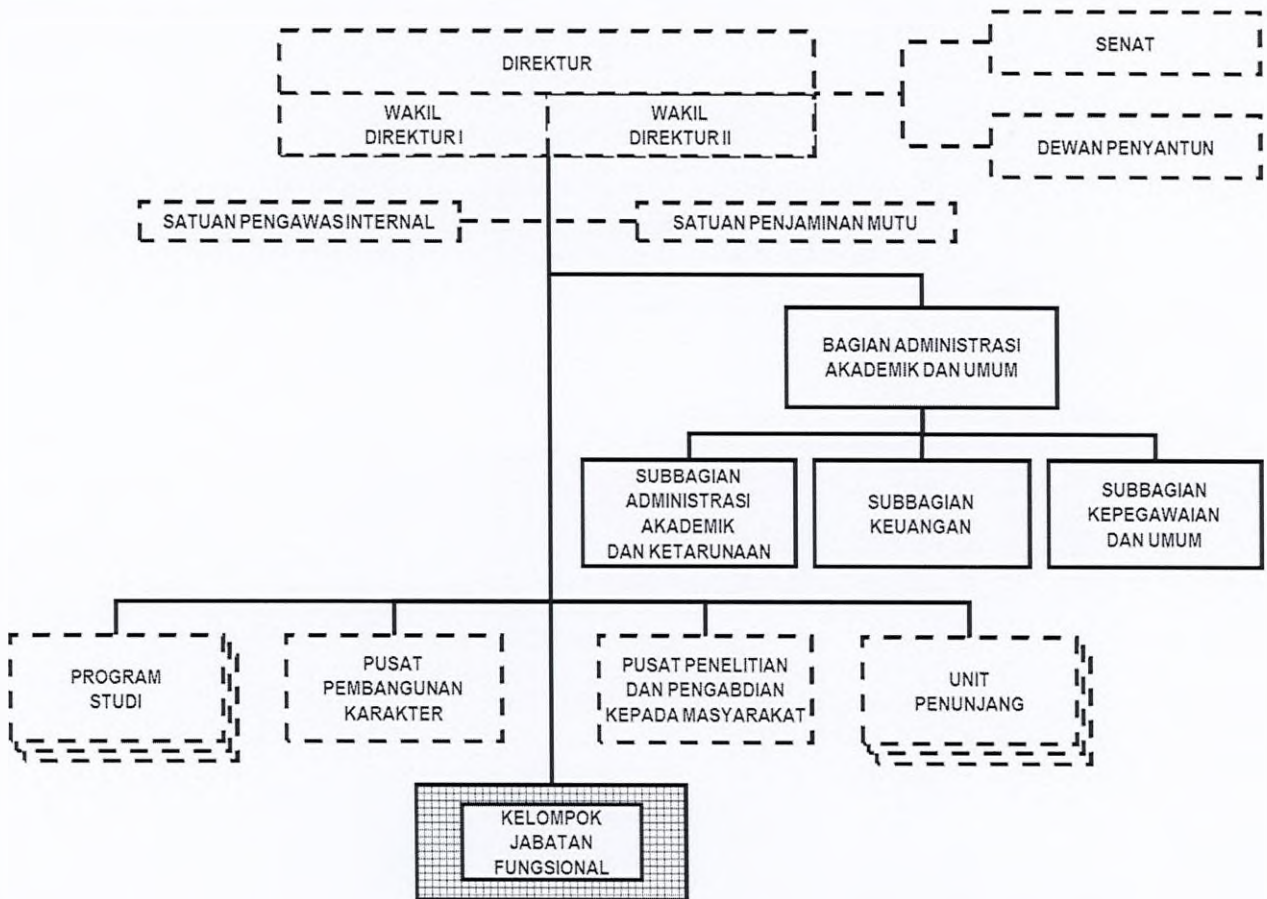 DIREKTUR
WAKIL
DIREKTUR I
WAKIL
DIREKTUR II
SENAT
DEWAN PENYANTUN
SATUAN PENGAWAS INTERNAL
SATUAN PENJAMINAN MUTU
BAGIAN ADMINISTRASI
AKADEMIK DAN UMUM
SUBBAGIAN
ADMINISTRASI
AKADEMIK
DAN KETARUNAAN
SUBBAGIAN
KEUANGAN
SUBBAGIAN
KEPEGAWAIAN
DAN UMUM
PROGRAM
STUDI
PUSAT
PEMBANGUNAN
KARAKTER
PUSAT PENELITIAN
DAN PENGABDIAN
KEPADA MASYARAKAT
UNIT
PENUNJANG
KELOMPOK
JABATAN
FUNGSIONAL